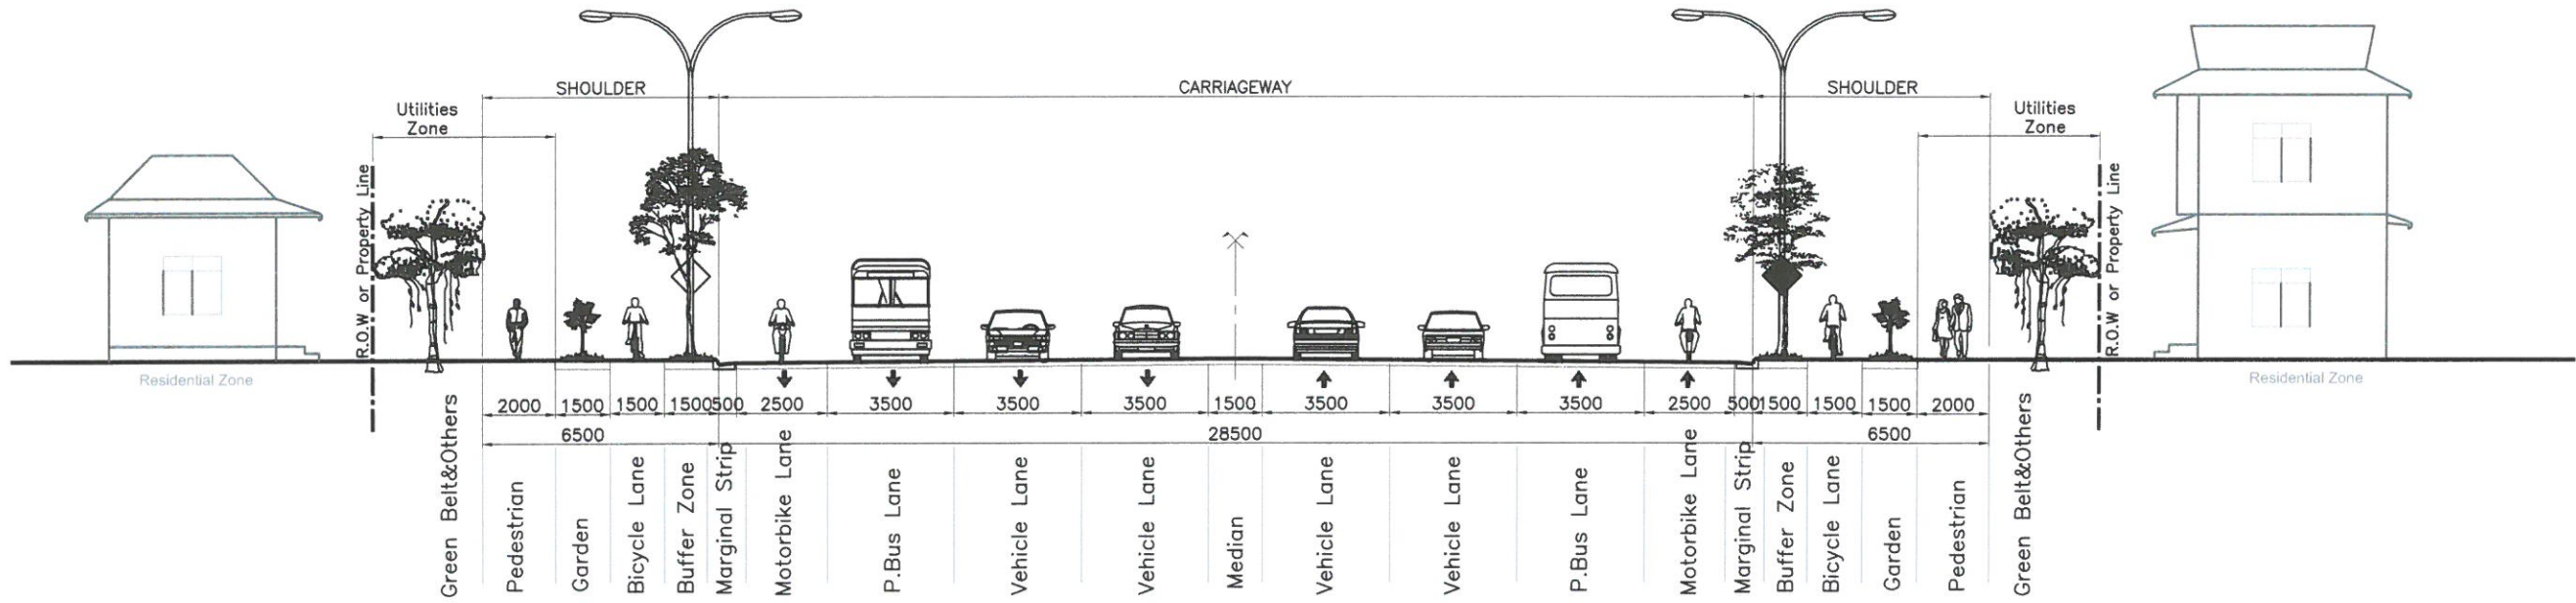 SHOULDER
CARRIAGEWAY
SHOULDER
Utilities
Zone
Utilities
Zone
R.O.W or Property Line
R.O.W or Property Line
Residential Zone
Residential Zone
2000 1500 1500 1500 500 2500 3500 3500 3500 1500 3500 3500 3500 2500 500 1500 1500 1500 2000
6500 28500 6500
Green Belt&Others
Pedestrian
Garden
Bicycle Lane
Buffer Zone
Marginal Strip
Motorbike Lane
P.Bus Lane
Vehicle Lane
Vehicle Lane
Median
Vehicle Lane
Vehicle Lane
P.Bus Lane
Motorbike Lane
Marginal Strip
Buffer Zone
Bicycle Lane
Garden
Pedestrian
Green Belt&Others